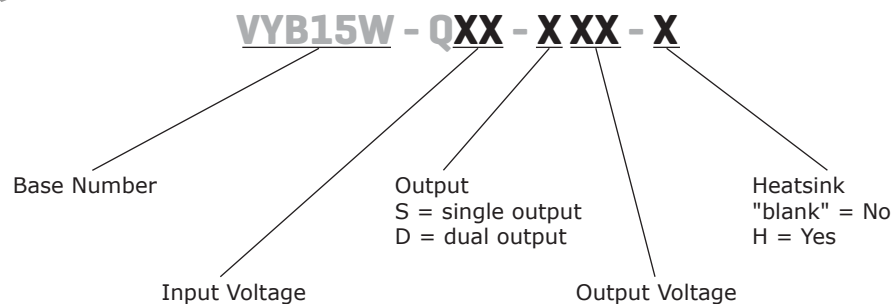 VYB15W - QXX - X XX - X
Base Number
Output
S = single output
D = dual output
Heatsink
"blank" = No
H = Yes
Input Voltage
Output Voltage